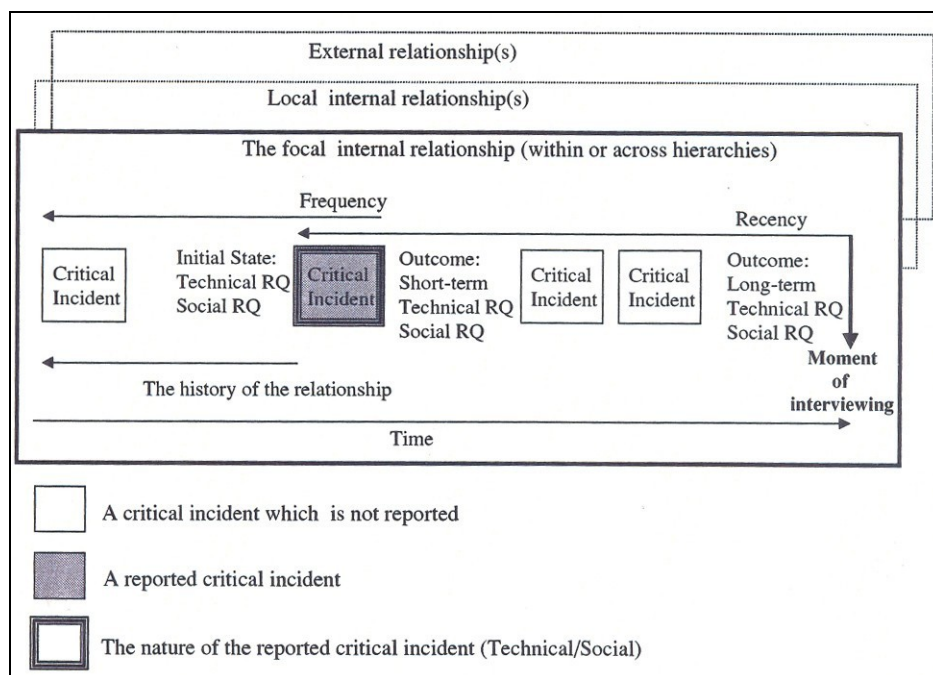 External relationship(s)
Local internal relationship(s)
The focal internal relationship (within or across hierarchies)
Frequency
Recency
Critical
Incident
Initial State:
Technical RQ
Social RQ
Critical
Incident
Outcome:
Short-term
Technical RQ
Social RQ
Critical
Incident
Critical
Incident
Outcome:
Long-term
Technical RQ
Social RQ
The history of the relationship
Moment
of
interviewing
Time
A critical incident which is not reported
A reported critical incident
The nature of the reported critical incident (Technical/Social)